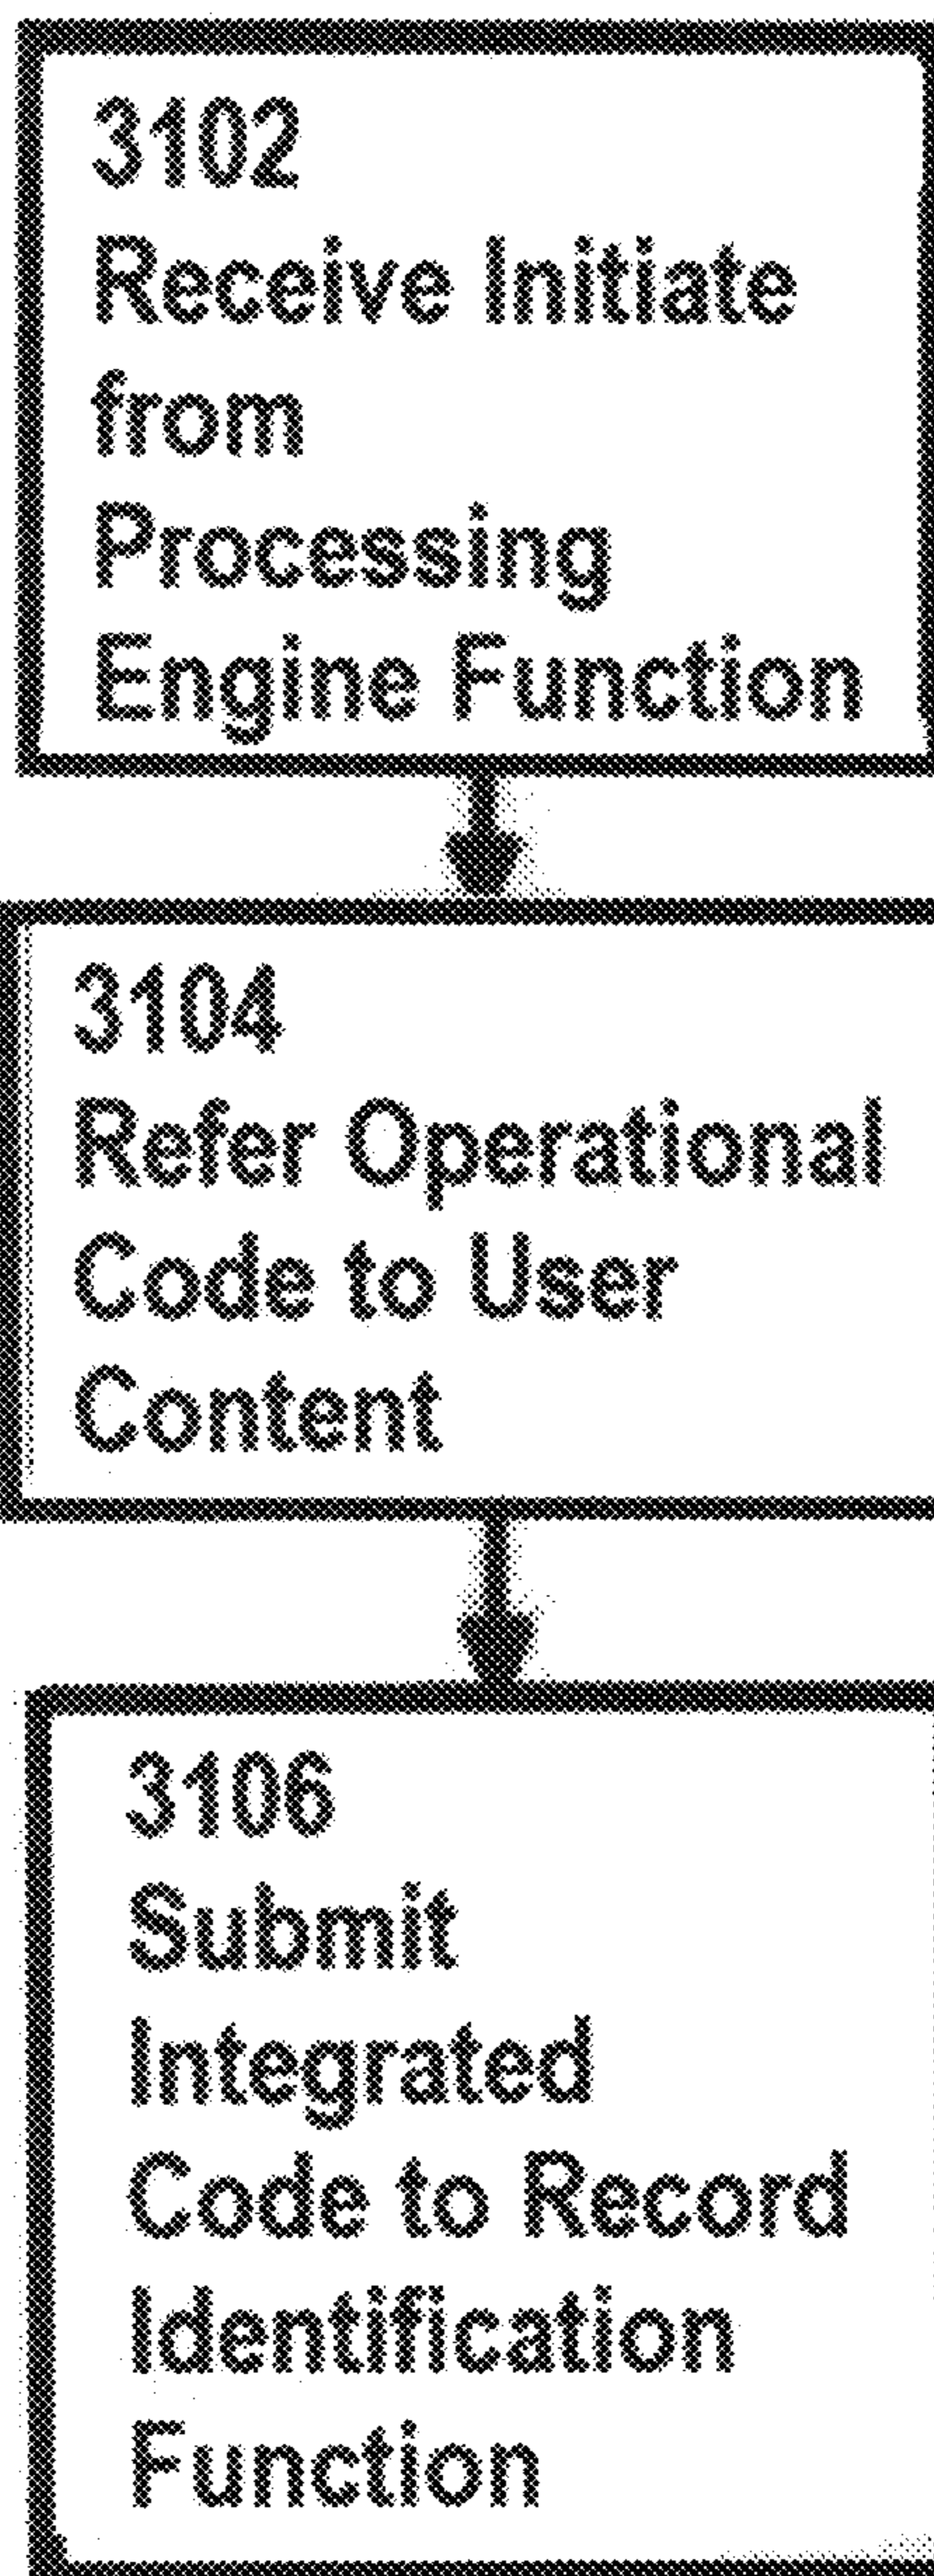 3102
Receive Initiate
from
Processing
Engine Function
3104
Refer Operational
Code to User
Content
3106
Submit
Integrated
Code to Record
Identification
Function